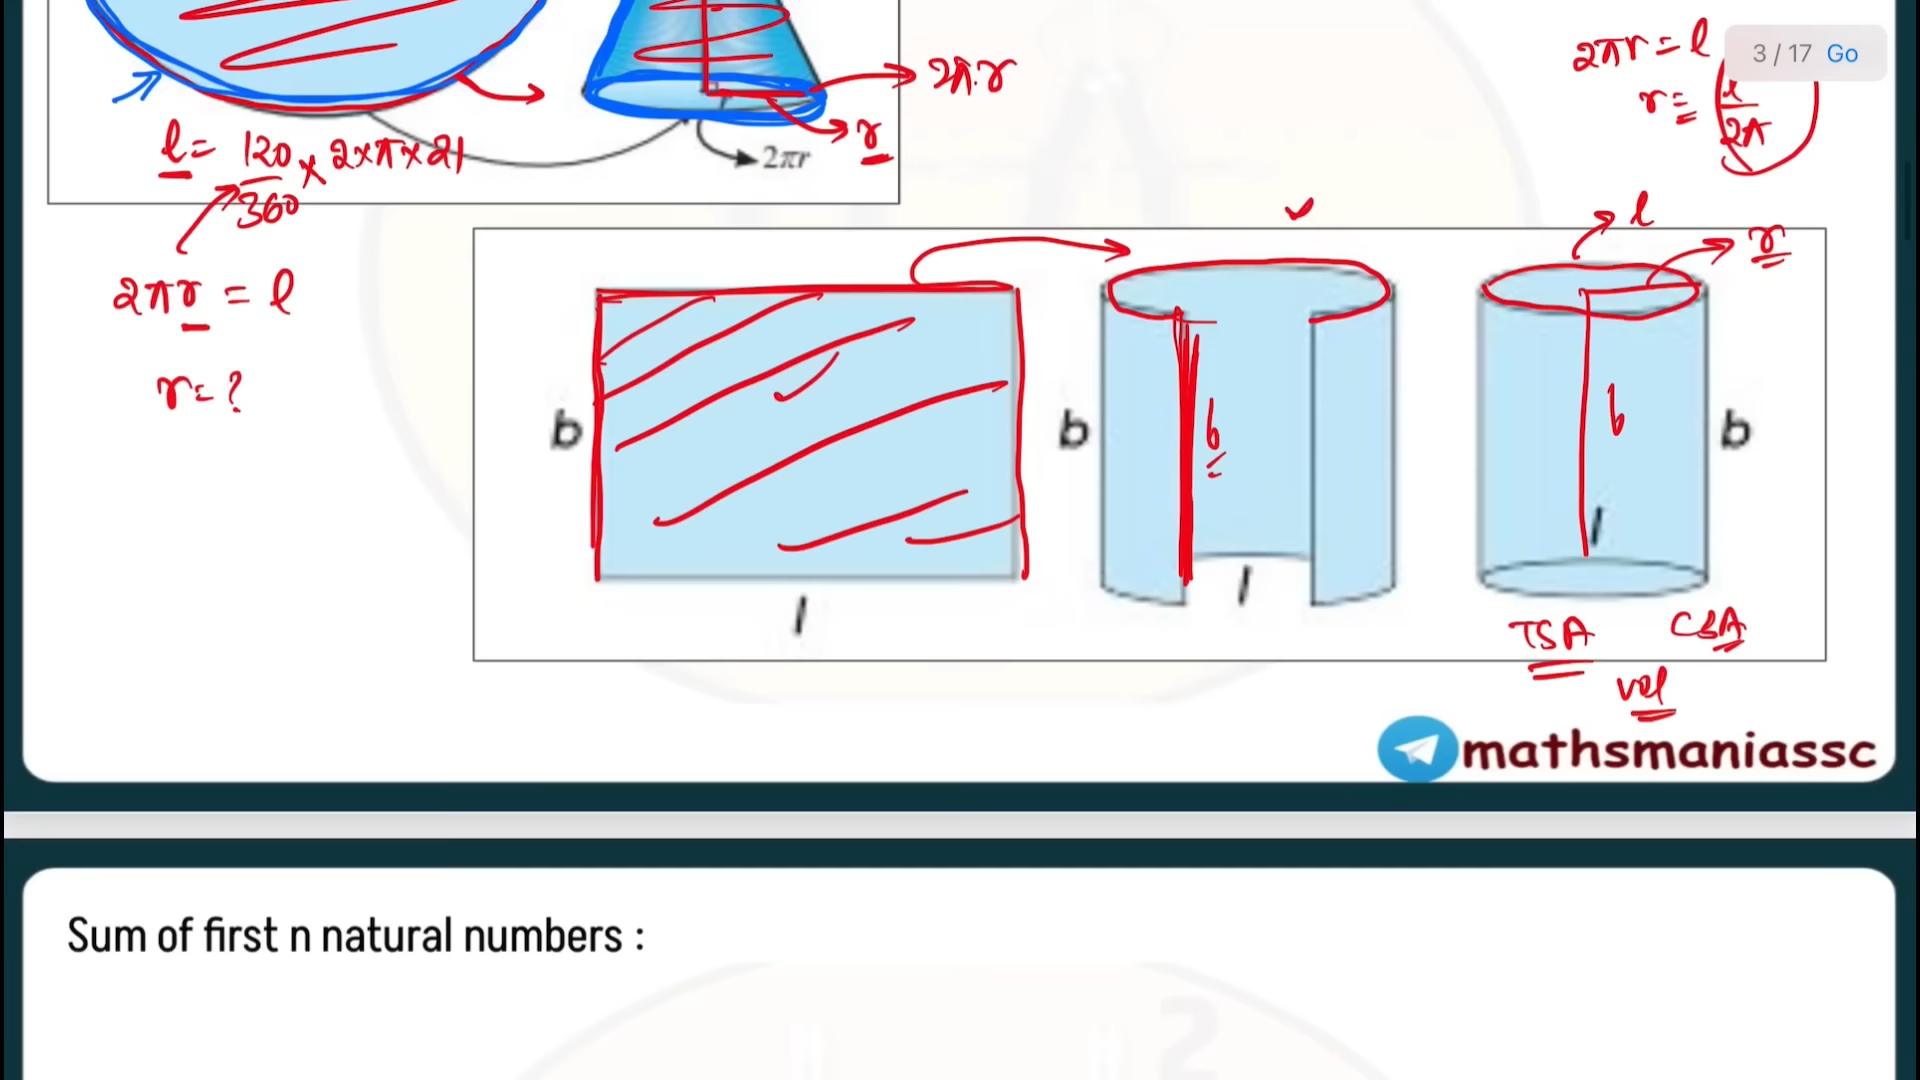 2πr = l
3 / 17 Go
r = l/2π
2π.r
r
2πr
l = 120/360 × 2×π×21
2πr = l
r = ?
l
r
b
b
b
b
b
l
l
l
TSA
CSA
vol
mathsmaniassc
Sum of first n natural numbers :
2